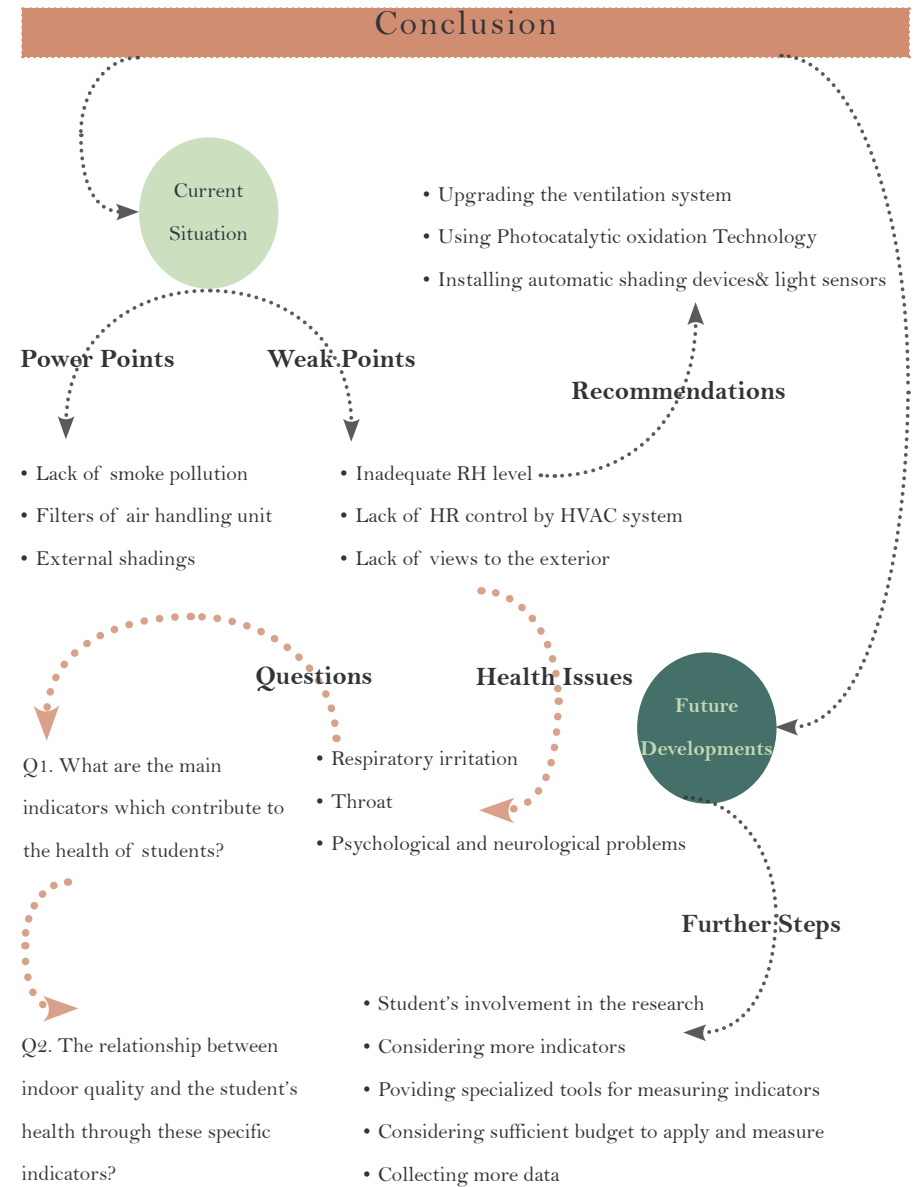 Conclusion
Current
Situation
• Upgrading the ventilation system
• Using Photocatalytic oxidation Technology
• Installing automatic shading devices& light sensors
Power Points
Weak Points
Recommendations
• Lack of smoke pollution
• Filters of air handling unit
• External shadings
• Inadequate RH level
• Lack of HR control by HVAC system
• Lack of views to the exterior
Questions
Health Issues
Future
Developments
Q1. What are the main
indicators which contribute to
the health of students?
• Respiratory irritation
• Throat
• Psychological and neurological problems
Further Steps
Q2. The relationship between
indoor quality and the student's
health through these specific
indicators?
• Student's involvement in the research
• Considering more indicators
• Poviding specialized tools for measuring indicators
• Considering sufficient budget to apply and measure
• Collecting more data